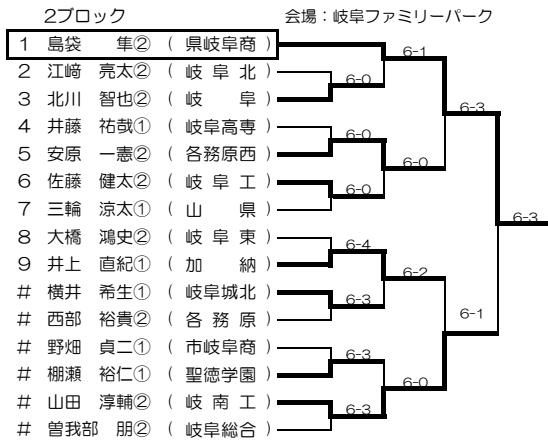 2ブロック 会場：岐阜ファミリーパーク
1 島袋 隼② ( 県岐阜商 )
6-1
2 江﨑 亮太② ( 岐阜北 )
6-0
3 北川 智也② ( 岐 阜 )
6-3
4 井藤 祐哉① ( 岐阜高専 )
6-0
5 安原 一憲② ( 各務原西 )
6-0
6 佐藤 健太② ( 岐阜工 )
6-0
7 三輪 涼太① ( 山 県 )
6-3
8 大橋 鴻史② ( 岐阜東 )
6-4
9 井上 直紀① ( 加 納 )
6-2
# 横井 希生① ( 岐阜城北 )
6-3
# 西部 裕貴② ( 各務原 )
6-1
# 野畑 貞二① ( 市岐阜商 )
6-3
# 棚瀬 裕仁① ( 聖徳学園 )
6-0
# 山田 淳輔② ( 岐南工 )
6-3
# 曽我部 朋② ( 岐阜総合 )